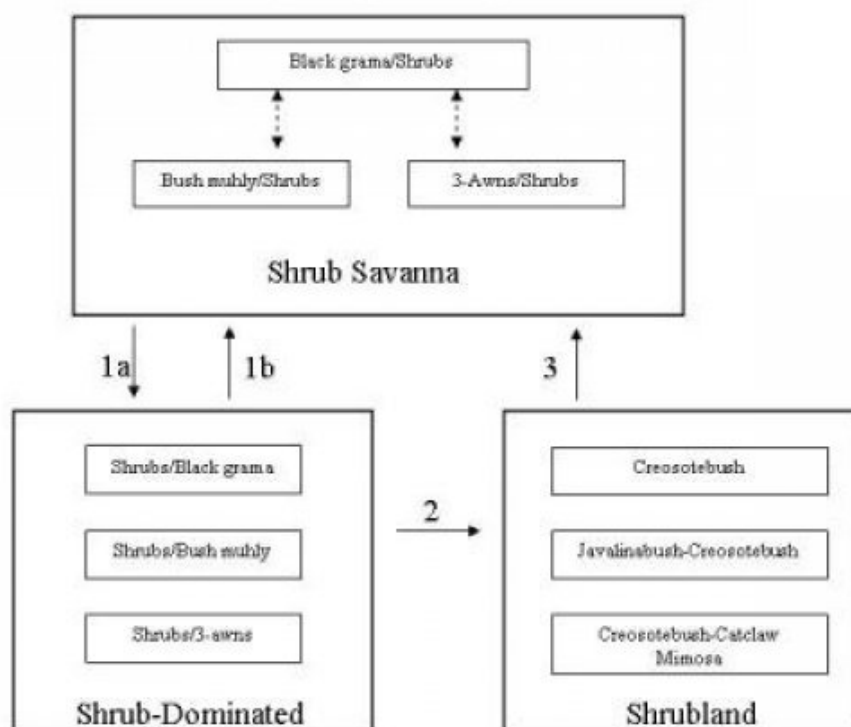 Black grama/Shrubs
Bush muhly/Shrubs
3-Awns/Shrubs
Shrub Savanna
1a
1b
3
Shrubs/Black grama
Shrubs/Bush muhly
Shrubs/3-awns
Shrub-Dominated
2
Creosotebush
Javalinabush-Creosotebush
Creosotebush-Catclaw
Mimosa
Shrubland